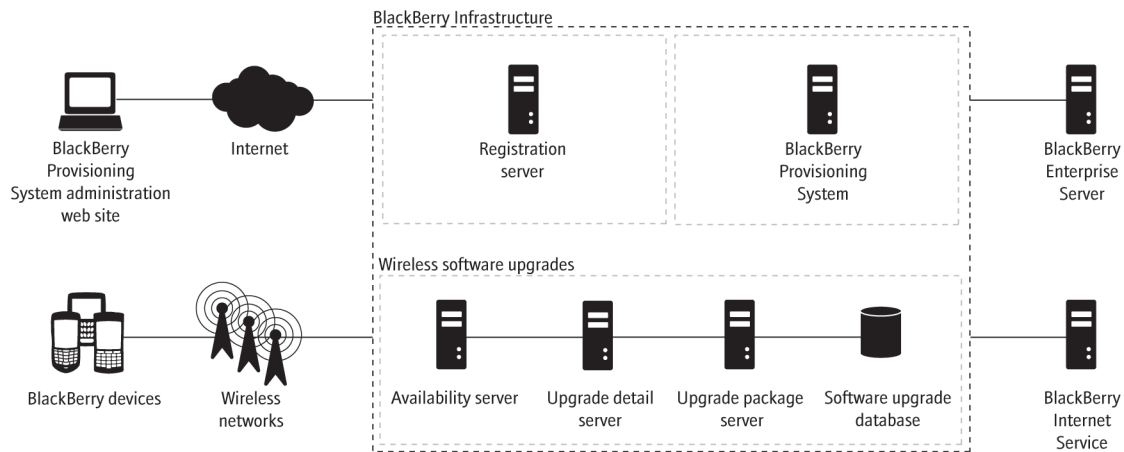 BlackBerry Infrastructure
BlackBerry
Provisioning
System administration
web site
Internet
Registration
server
BlackBerry
Provisioning
System
BlackBerry
Enterprise
Server
Wireless software upgrades
BlackBerry devices
Wireless
networks
Availability server
Upgrade detail
server
Upgrade package
server
Software upgrade
database
BlackBerry
Internet
Service